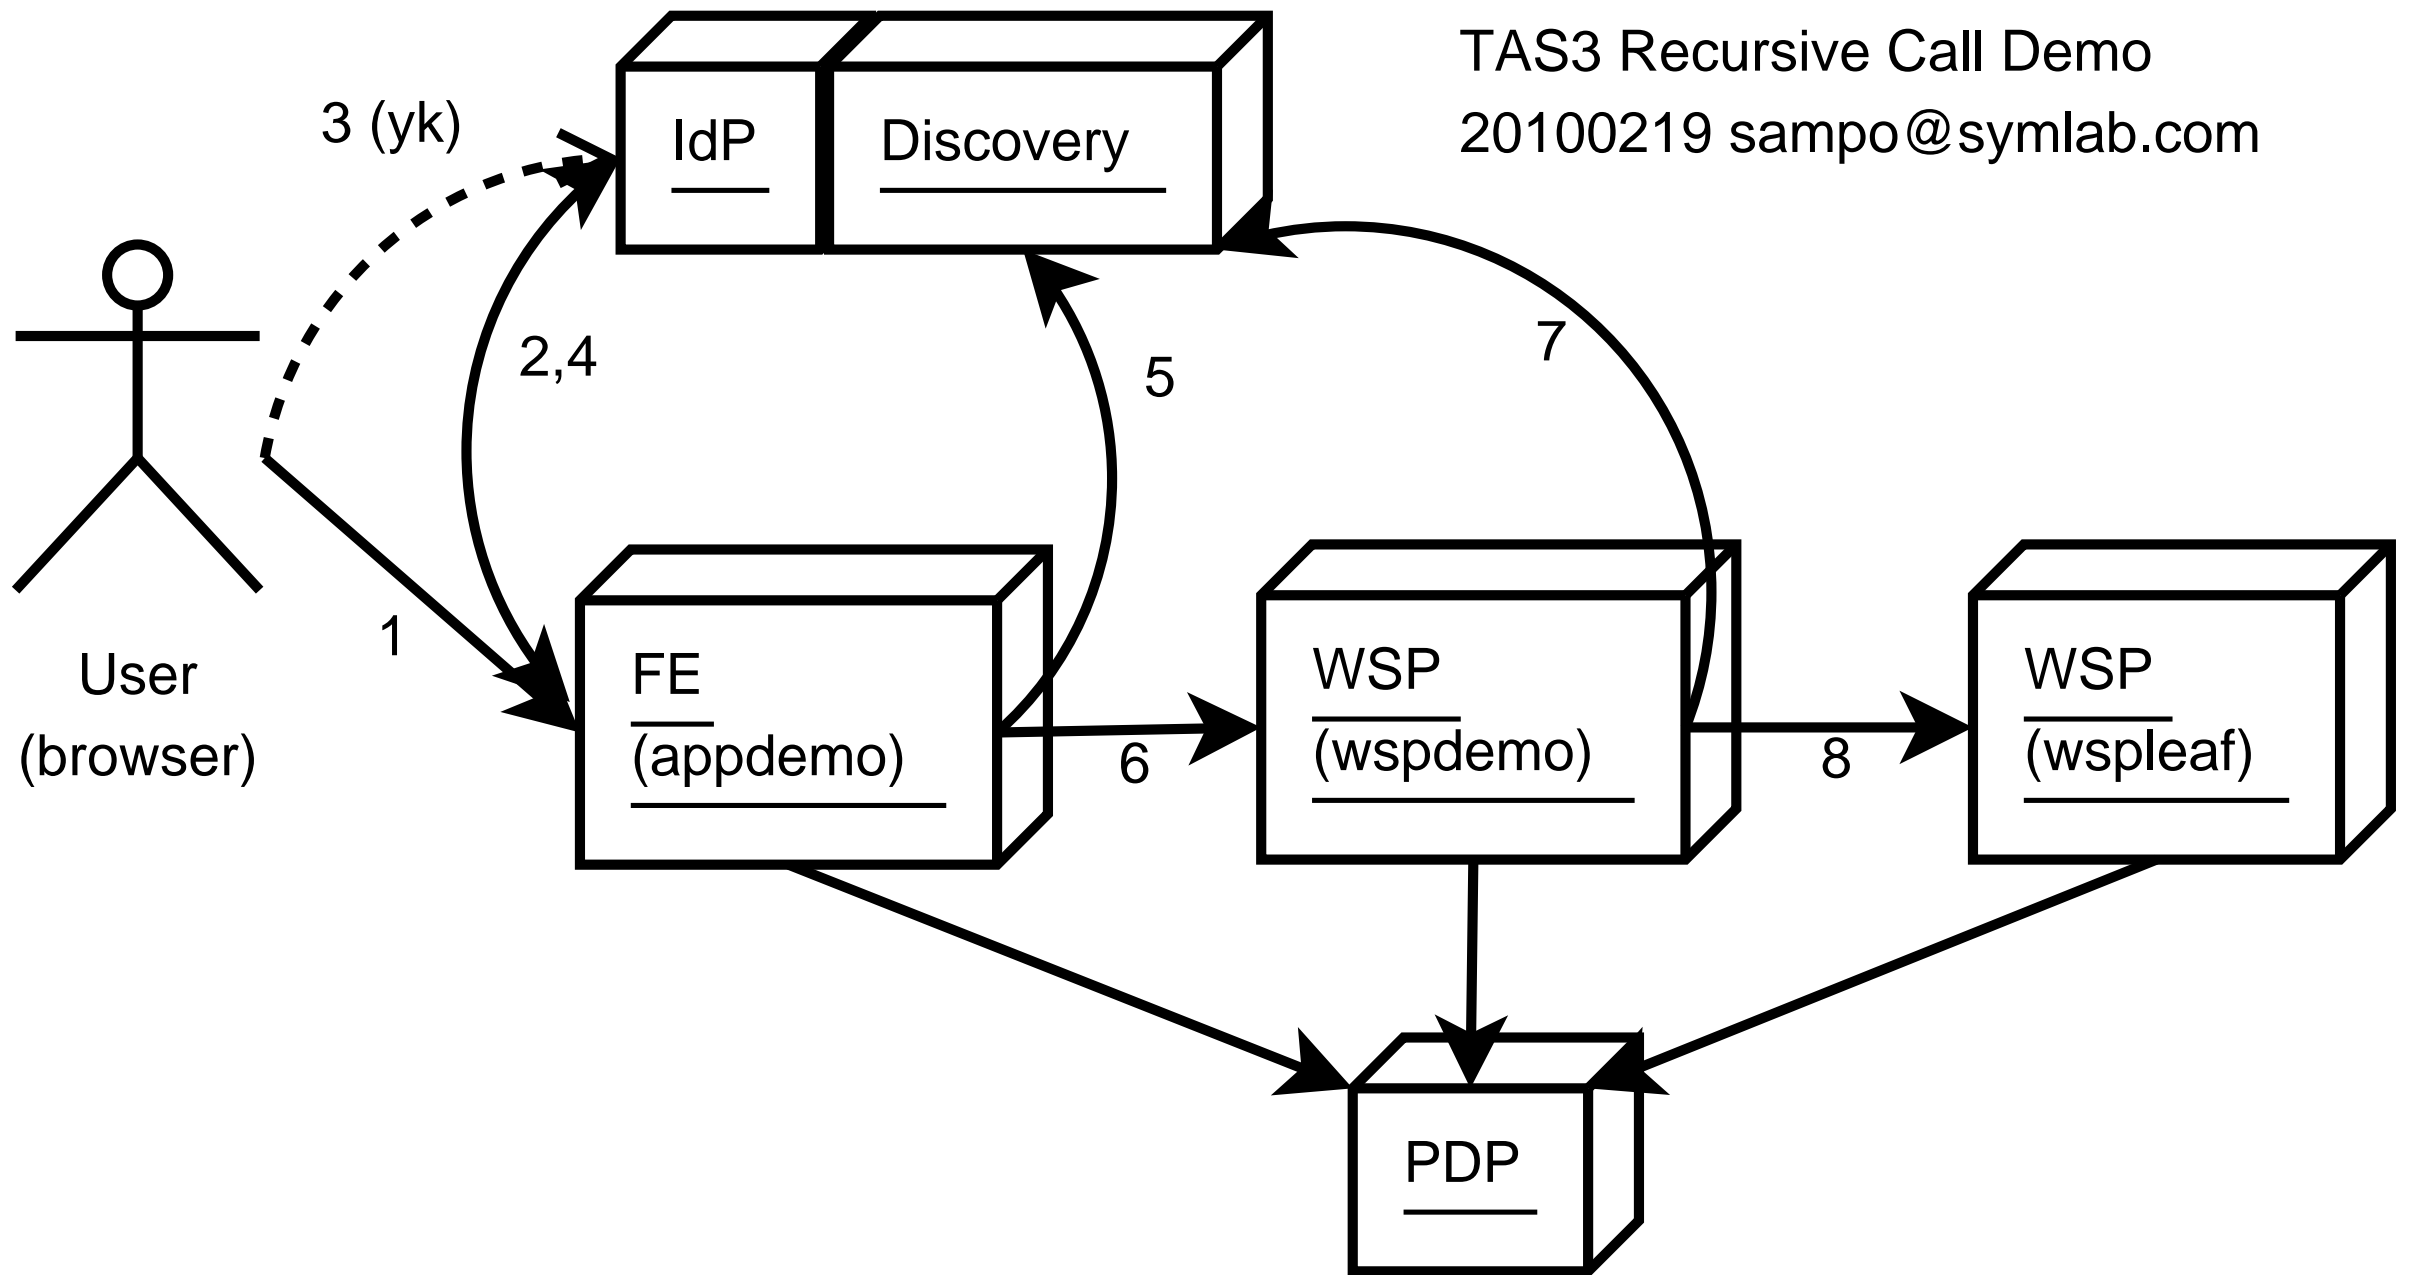 TAS3 Recursive Call Demo
20100219 sampo@symlab.com
3 (yk)
IdP
Discovery
2,4
5
7
1
User
(browser)
FE
(appdemo)
6
WSP
(wspdemo)
8
WSP
(wspleaf)
PDP